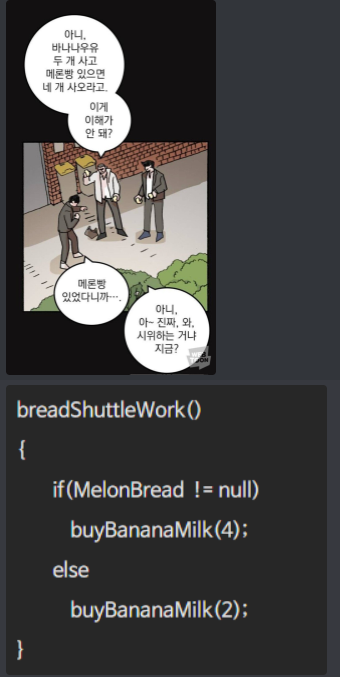 아니,
바나나우유
두 개 사고
메론빵 있으면
네 개 사오라고.
이게
이해가
안 돼?
메론빵
있었다니까….
아니,
아~ 진짜, 와,
시위하는 거냐
지금?
breadShuttleWork()
{
if(MelonBread != null)
buyBananaMilk(4);
else
buyBananaMilk(2);
}